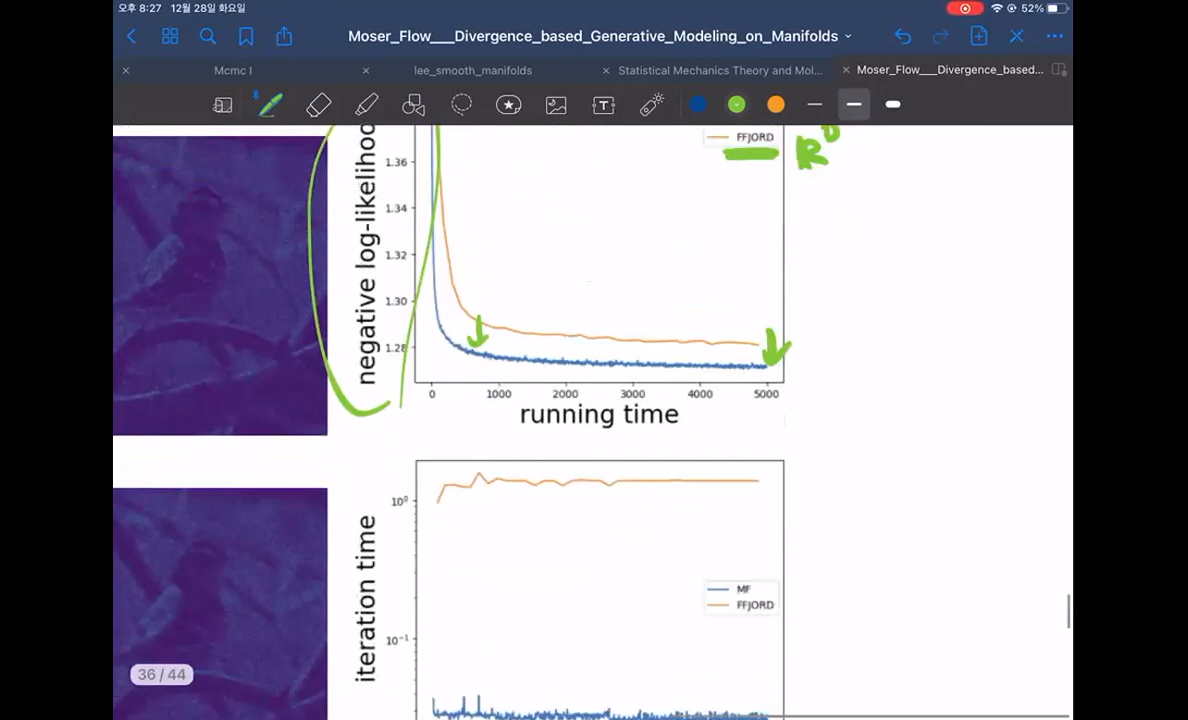 오후 8:27 12월 28일 화요일
52%
Moser_Flow___Divergence_based_Generative_Modeling_on_Manifolds
Mcmc I
lee_smooth_manifolds
Statistical Mechanics Theory and Mol...
Moser_Flow___Divergence_based...
negative log-likelihoo
FFJORD
R^D
1.36
1.34
1.32
1.30
1.28
0 1000 2000 3000 4000 5000
running time
iteration time
10^0
10^-1
MF
FFJORD
36 / 44